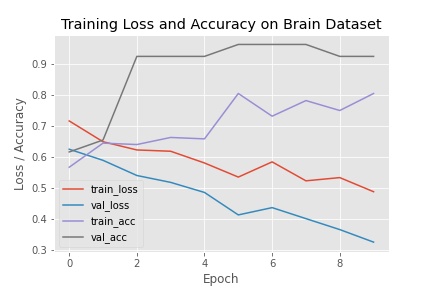 Training Loss and Accuracy on Brain Dataset
Loss / Accuracy
0.9
0.8
0.7
0.6
0.5
0.4
0.3
train_loss
val_loss
train_acc
val_acc
0 2 4 6 8
Epoch